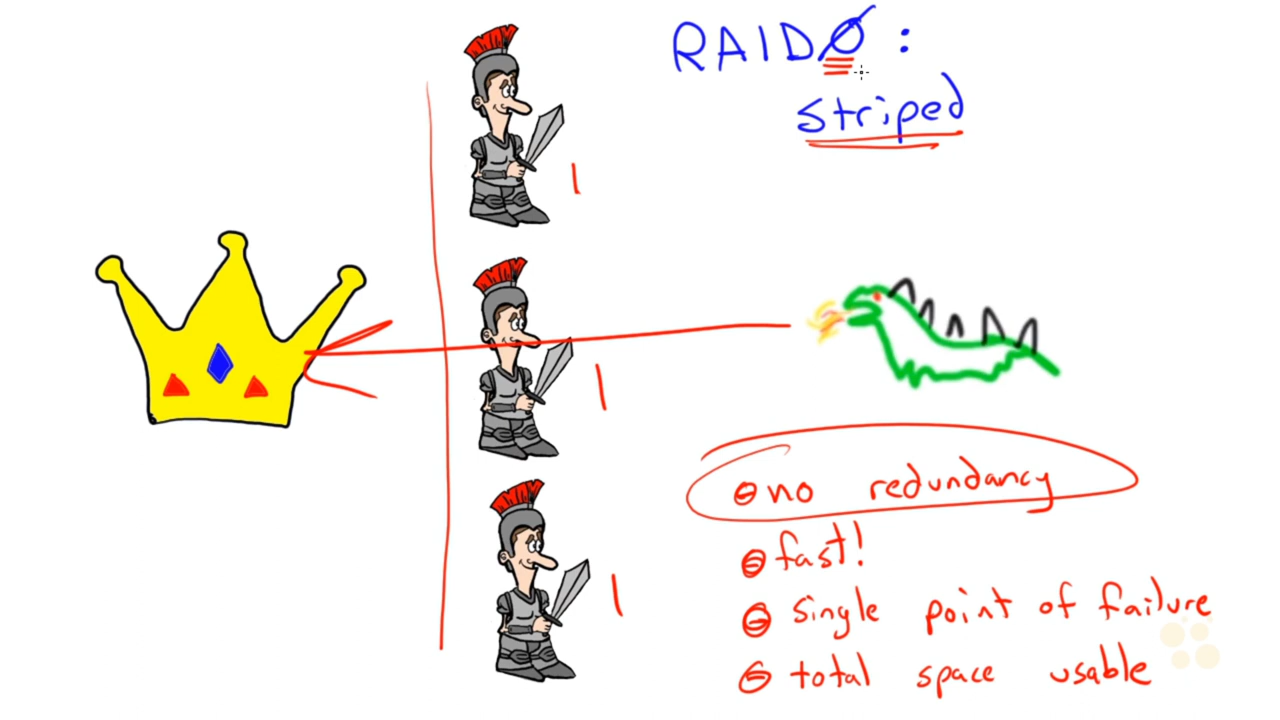 RAID0:
striped
1
1
1
no redundancy
fast!
single point of failure
total space usable